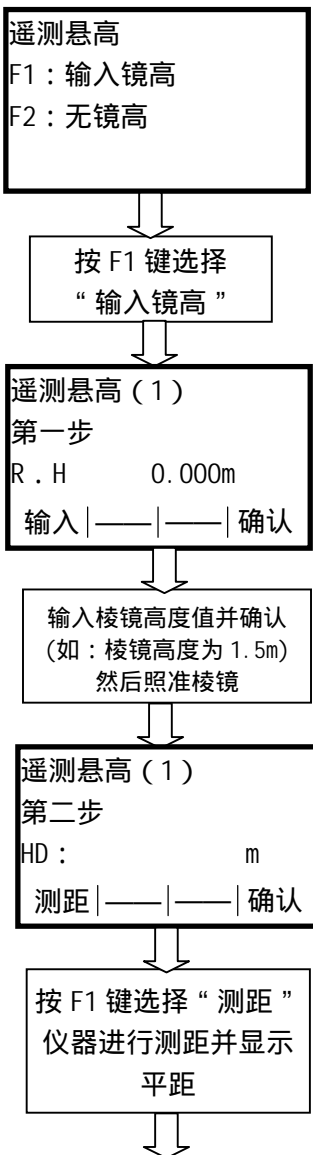 遥测悬高
F1：输入镜高
F2：无镜高
按 F1 键选择
“输入镜高”
遥测悬高（1）
第一步
R．H 0.000m
输入|——|——|确认
输入棱镜高度值并确认
(如：棱镜高度为 1.5m)
然后照准棱镜
遥测悬高（1）
第二步
HD： m
测距|——|——|确认
按 F1 键选择“测距”
仪器进行测距并显示
平距